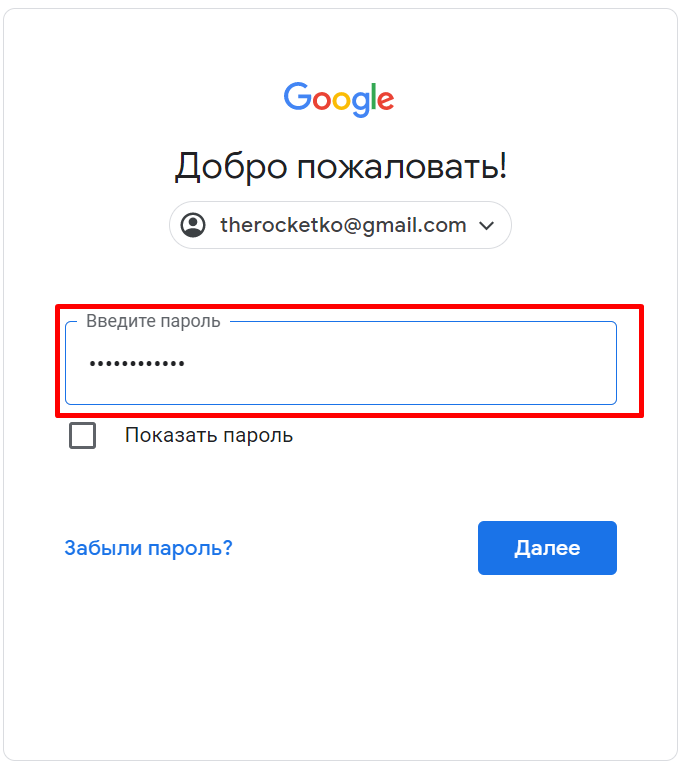 Google
Добро пожаловать!
therocketko@gmail.com
Введите пароль
••••••••••••
Показать пароль
Забыли пароль?
Далее